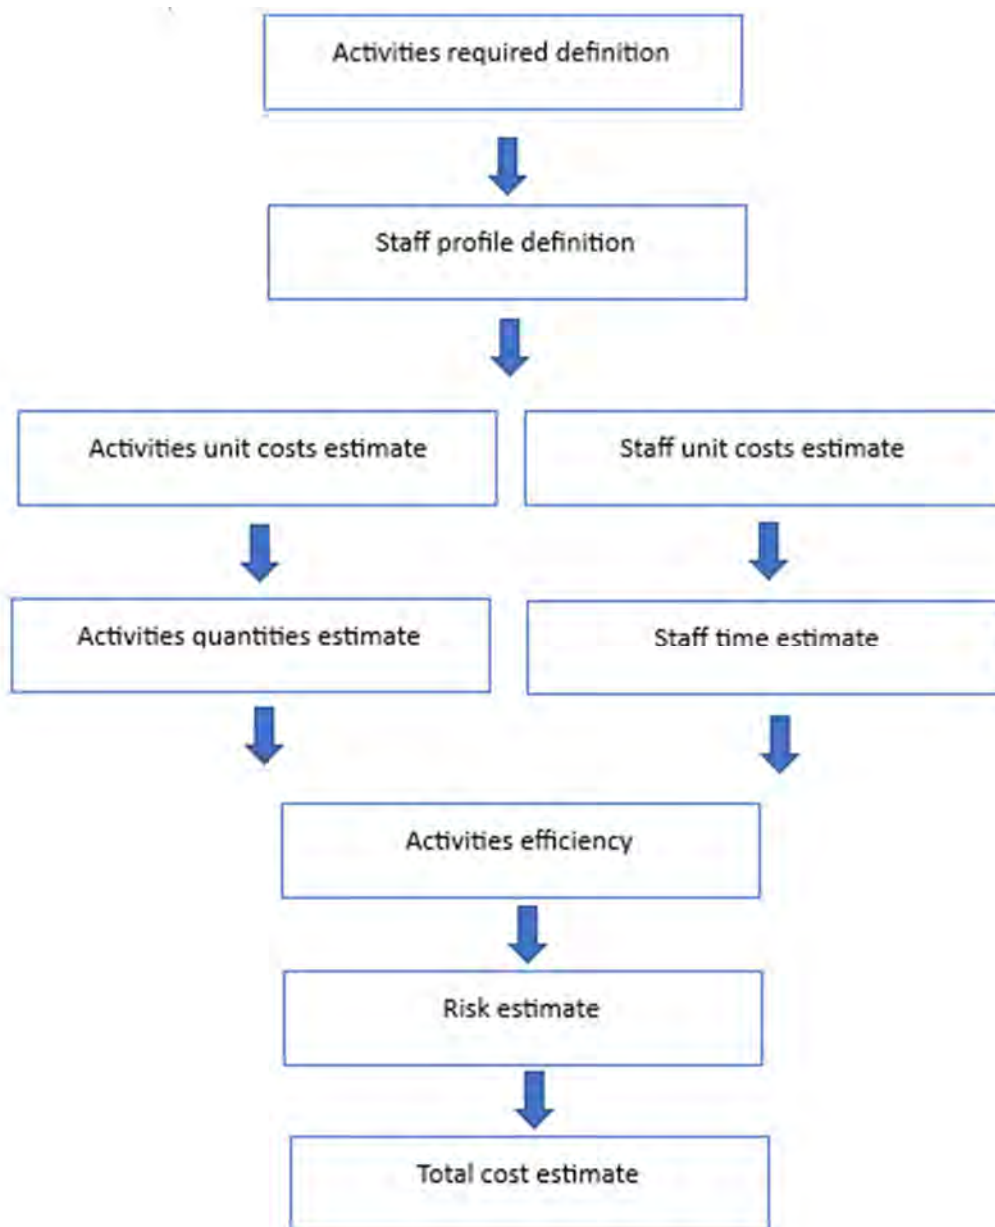 Activities required definition
Staff profile definition
Activities unit costs estimate
Staff unit costs estimate
Activities quantities estimate
Staff time estimate
Activities efficiency
Risk estimate
Total cost estimate